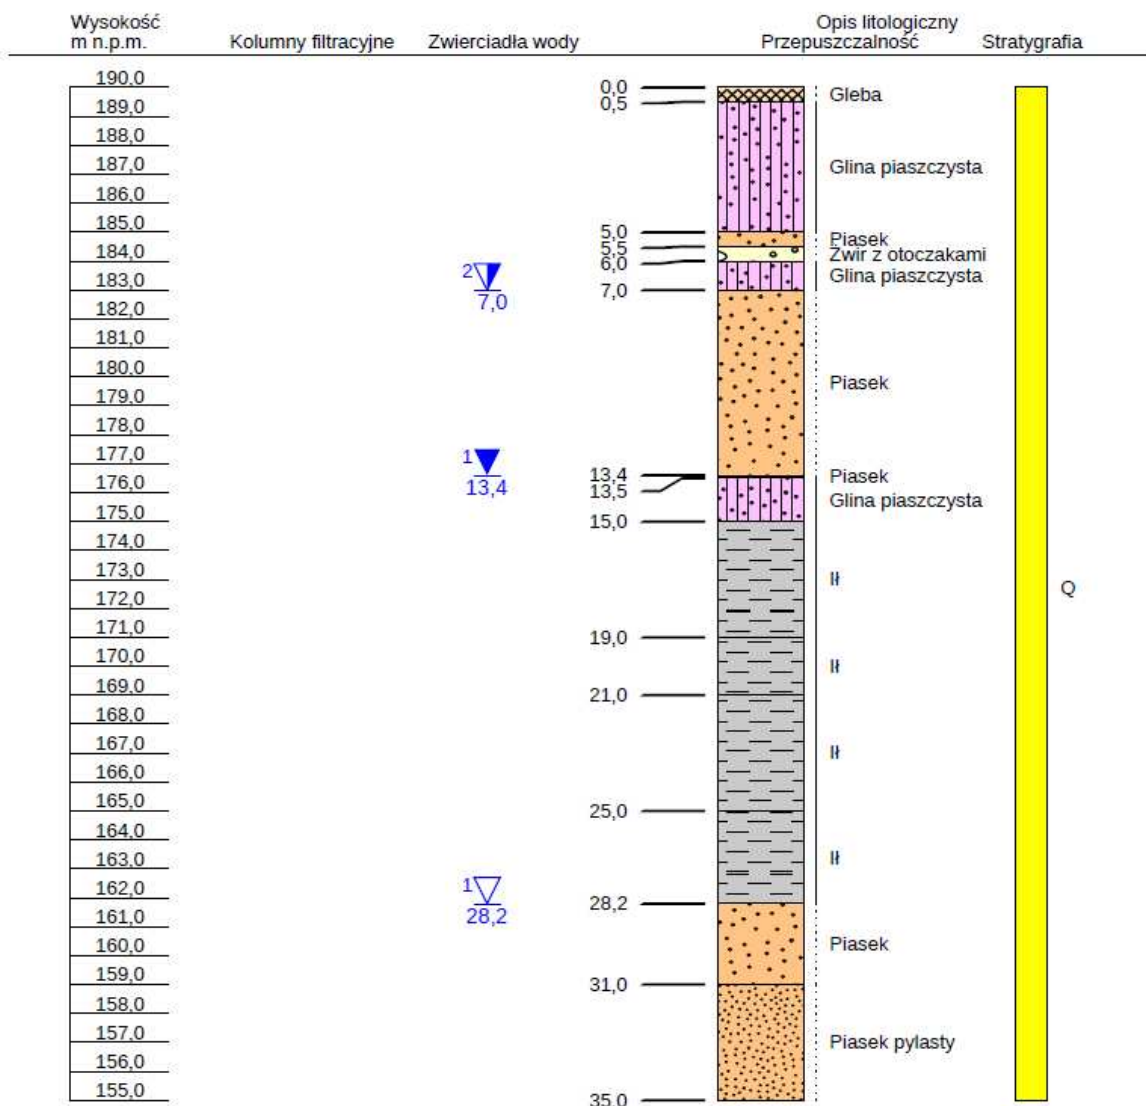 Wysokość
m n.p.m.
Kolumny filtracyjne
Zwierciadła wody
Opis litologiczny
Przepuszczalność
Stratygrafia
190,0
189,0
188,0
187,0
186,0
185,0
184,0
183,0
182,0
181,0
180,0
179,0
178,0
177,0
176,0
175,0
174,0
173,0
172,0
171,0
170,0
169,0
168,0
167,0
166,0
165,0
164,0
163,0
162,0
161,0
160,0
159,0
158,0
157,0
156,0
155,0
2
7,0
1
13,4
1
28,2
0,0
0,5
5,0
5,5
6,0
7,0
13,4
13,5
15,0
19,0
21,0
25,0
28,2
31,0
35,0
Gleba
Glina piaszczysta
Piasek
Żwir z otoczakami
Glina piaszczysta
Piasek
Piasek
Glina piaszczysta
Ił
Ił
Ił
Ił
Piasek
Piasek pylasty
Q